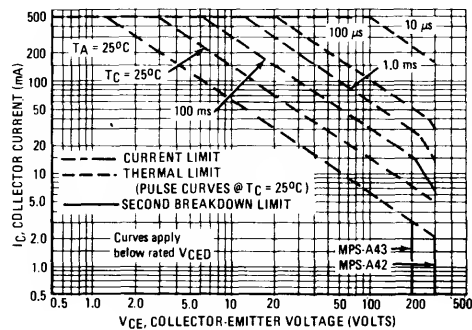 500
300
200
100
50
20
10
5.0
2.0
1.0
0.5
IC, COLLECTOR CURRENT (mA)
TA = 25°C
TC = 25°C
100 ms
100 μs
10 μs
1.0 ms
CURRENT LIMIT
THERMAL LIMIT
(PULSE CURVES @ TC = 25°C)
SECOND BREAKDOWN LIMIT
Curves apply
below rated VCEO
MPS-A43
MPS-A42
0.5 1.0 2.0 5.0 10 20 50 100 200 500
VCE, COLLECTOR-EMITTER VOLTAGE (VOLTS)